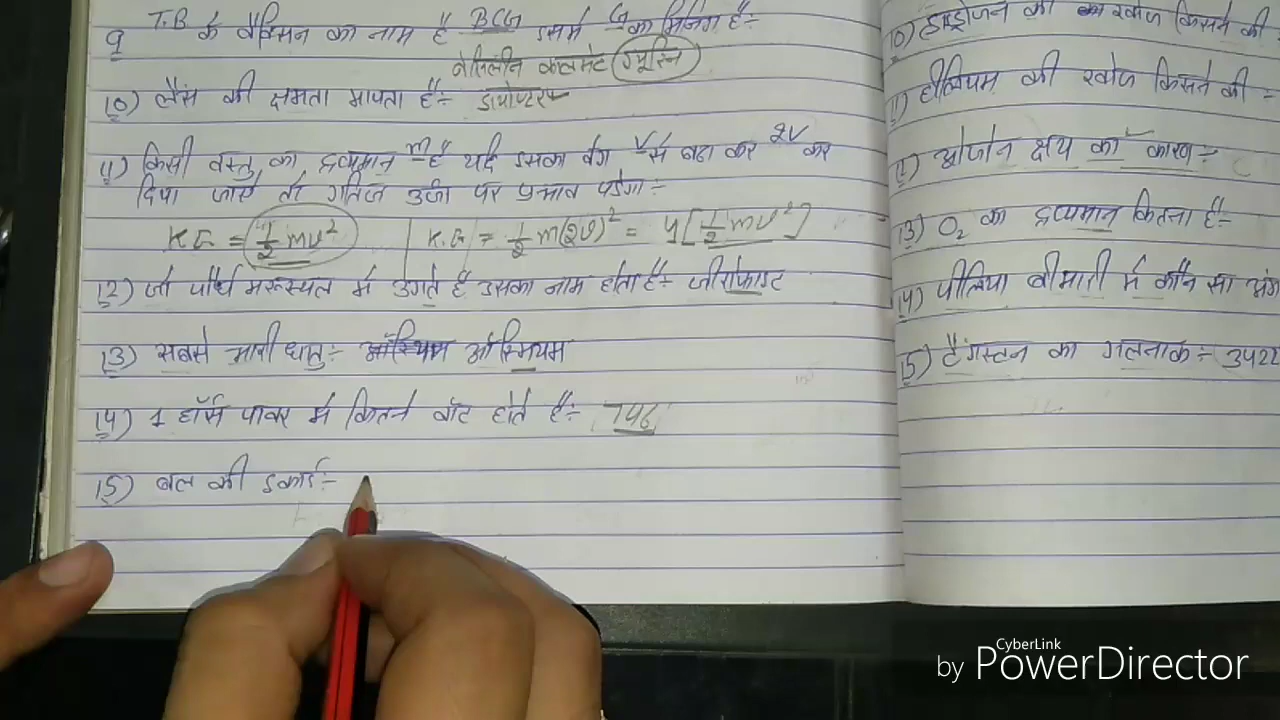 9 T.B के वैक्सिन का नाम है BCG इसमें G का मिनिंग है:-
कालमेट ग्यूरिन
10) लैंस की क्षमता मापता है:- डायोप्टर
11) किसी वस्तु का द्रव्यमान m है यदि इसका वेग V से बढा कर 2V कर
दिया जाये तो गतिज उर्जा पर प्रभाव पडेगा:-
K.E = 1/2 mv² | K.E = 1/2 m(2v)² = 4[1/2 mv²]
12) जो पौधे मरूस्थल में उगते है उसका नाम होता है:- जीरोफाइट
13) सबसे भारी धातु:- ऑस्मियम
14) 1 हॉर्स पावर में कितने वॉट होते है:- 746
15) बल की इकाई:-
10) हाइड्रोजन की खोज किसने की
11) हीलियम की खोज किसने की -
12) ओजोन क्षय का कारण:-
13) O₂ का द्रव्यमान कितना है:-
14) पीलिया बीमारी में कौन सा अंग
15) टैंगस्टन का गलनाक:- 3422
CyberLink
by PowerDirector